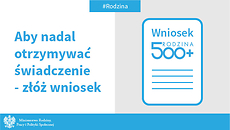 #Rodzina
Aby nadal
otrzymywać
świadczenie
- złóż wniosek
Wniosek
RODZINA
500+
Ministerstwo Rodziny,
Pracy i Polityki Społecznej